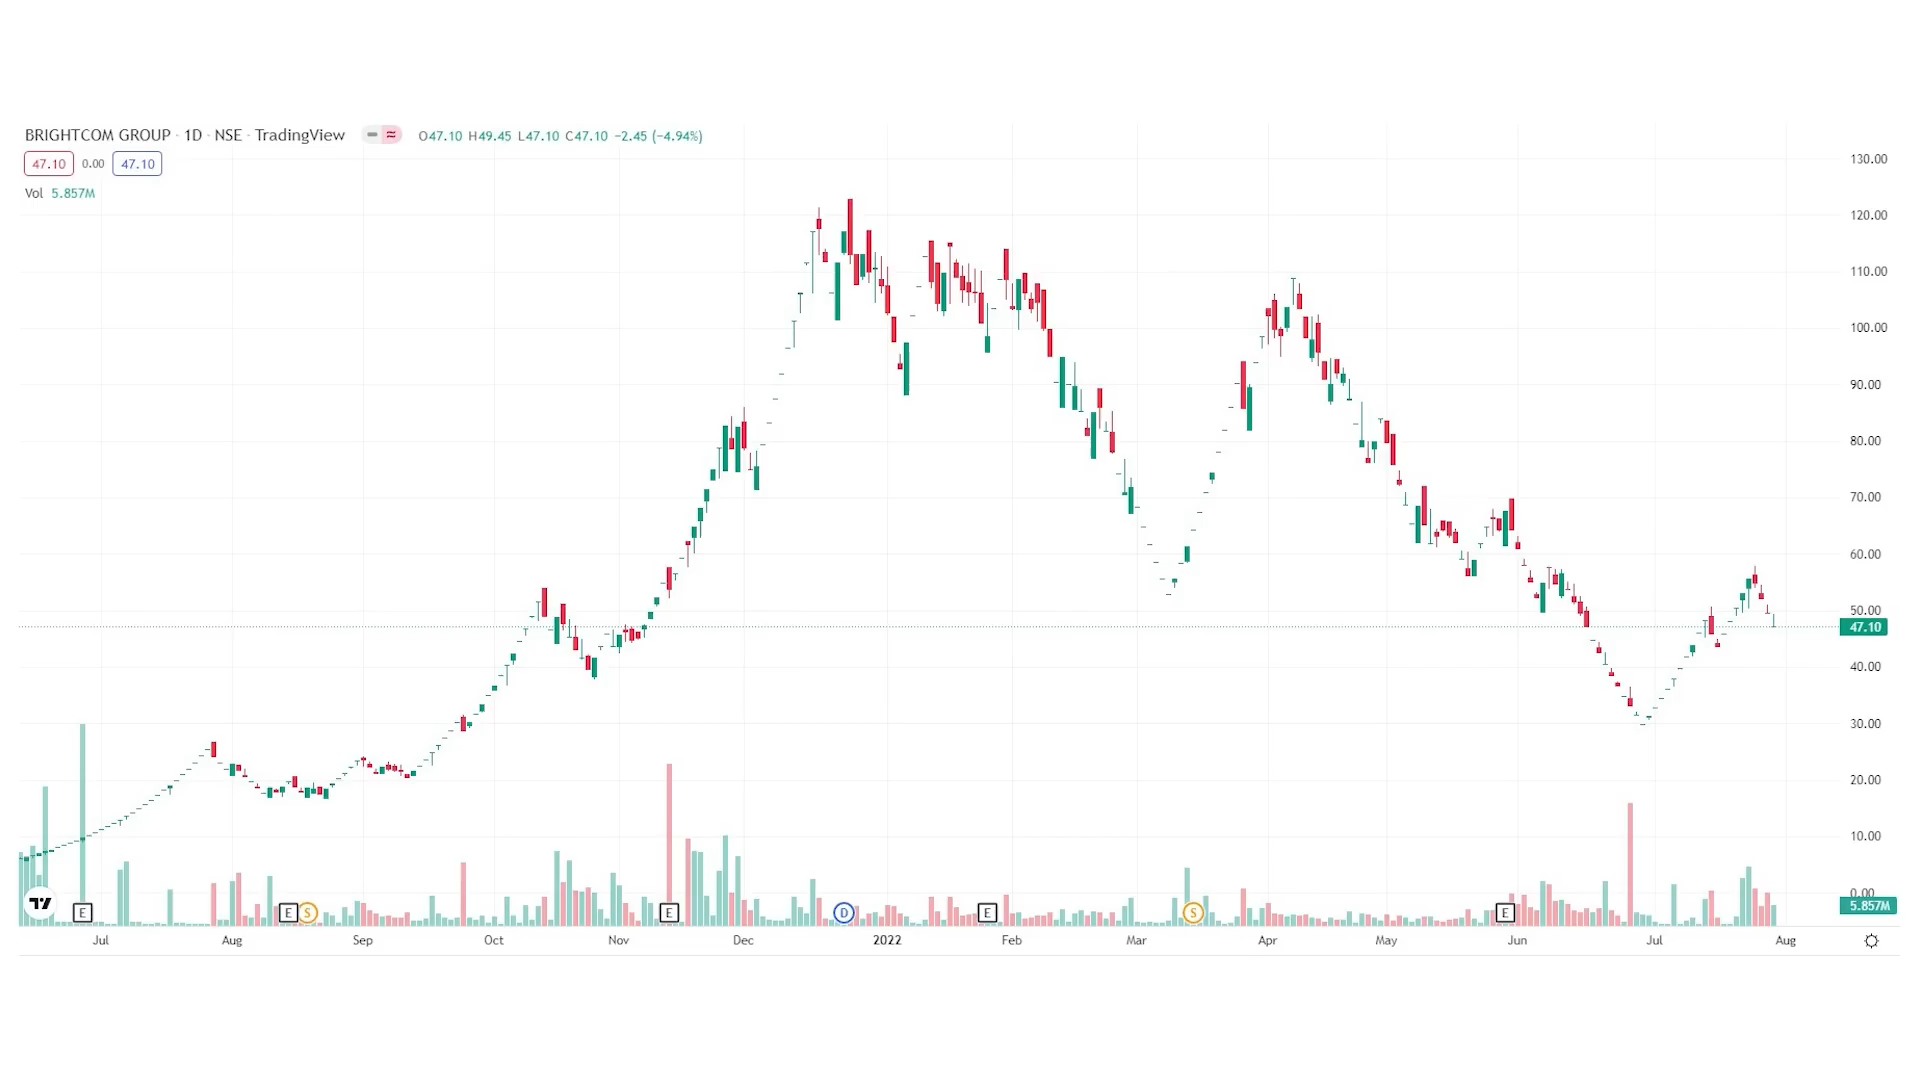 BRIGHTCOM GROUP · 1D · NSE · TradingView O47.10 H49.45 L47.10 C47.10 −2.45 (−4.94%)
47.10 0.00 47.10
Vol 5.857M
130.00
120.00
110.00
100.00
90.00
80.00
70.00
60.00
50.00
47.10
40.00
30.00
20.00
10.00
0.00
5.857M
E E S E D E S E
Jul Aug Sep Oct Nov Dec 2022 Feb Mar Apr May Jun Jul Aug